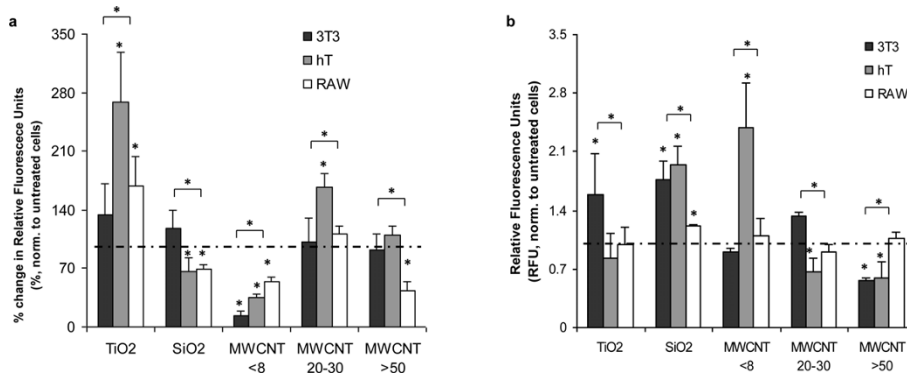 a
% change in Relative Fluorescece Units
(%, norm. to untreated cells)
350
280
210
140
70
0
3T3
hT
RAW
* * * * * * * * * * * * * * *
TiO2 SiO2 MWCNT MWCNT MWCNT
<8 20-30 >50
b
Relative Fluorescence Units
(RFU, norm. to untreated cells)
3.5
2.8
2.1
1.4
0.7
0
3T3
hT
RAW
* * * * * * * * * * * * *
TiO2 SiO2 MWCNT MWCNT MWCNT
<8 20-30 >50